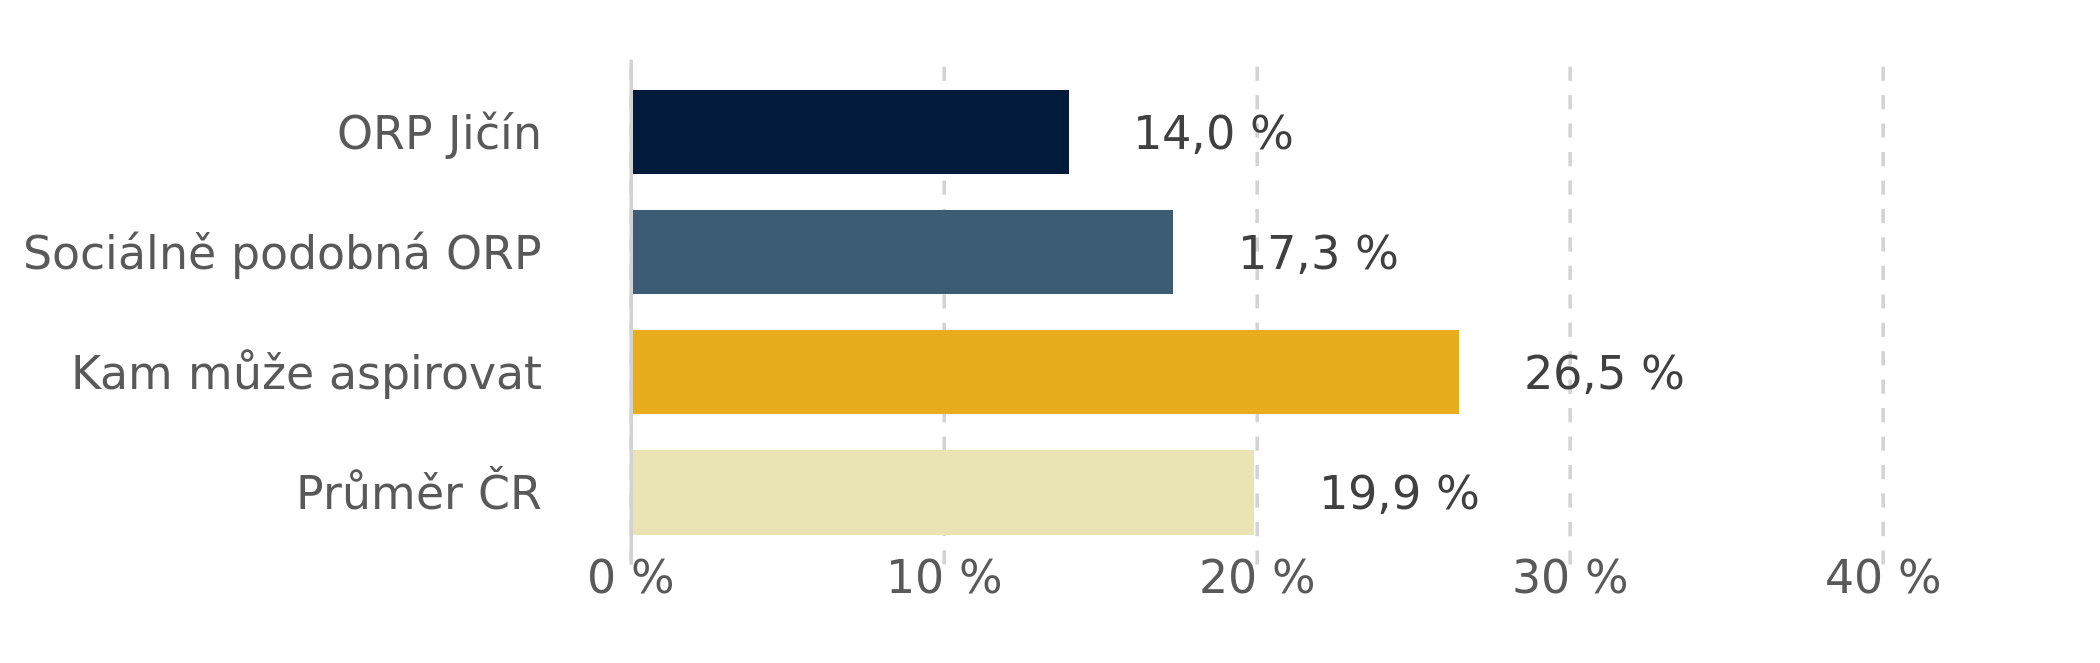 ORP Jičín
14,0 %
Sociálně podobná ORP
17,3 %
Kam může aspirovat
26,5 %
Průměr ČR
19,9 %
0 % 10 % 20 % 30 % 40 %